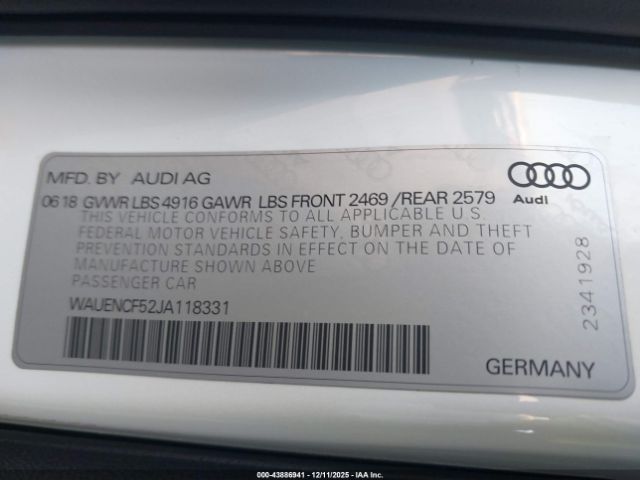 MFD. BY AUDI AG
0618 GVWR LBS 4916 GAWR LBS FRONT 2469 /REAR 2579
Audi
THIS VEHICLE CONFORMS TO ALL APPLICABLE U.S.
FEDERAL MOTOR VEHICLE SAFETY, BUMPER AND THEFT
PREVENTION STANDARDS IN EFFECT ON THE DATE OF
MANUFACTURE SHOWN ABOVE
PASSENGER CAR
WAUENCF52JA118331
2341928
GERMANY
000-43886941 - 12/11/2025 - IAA Inc.